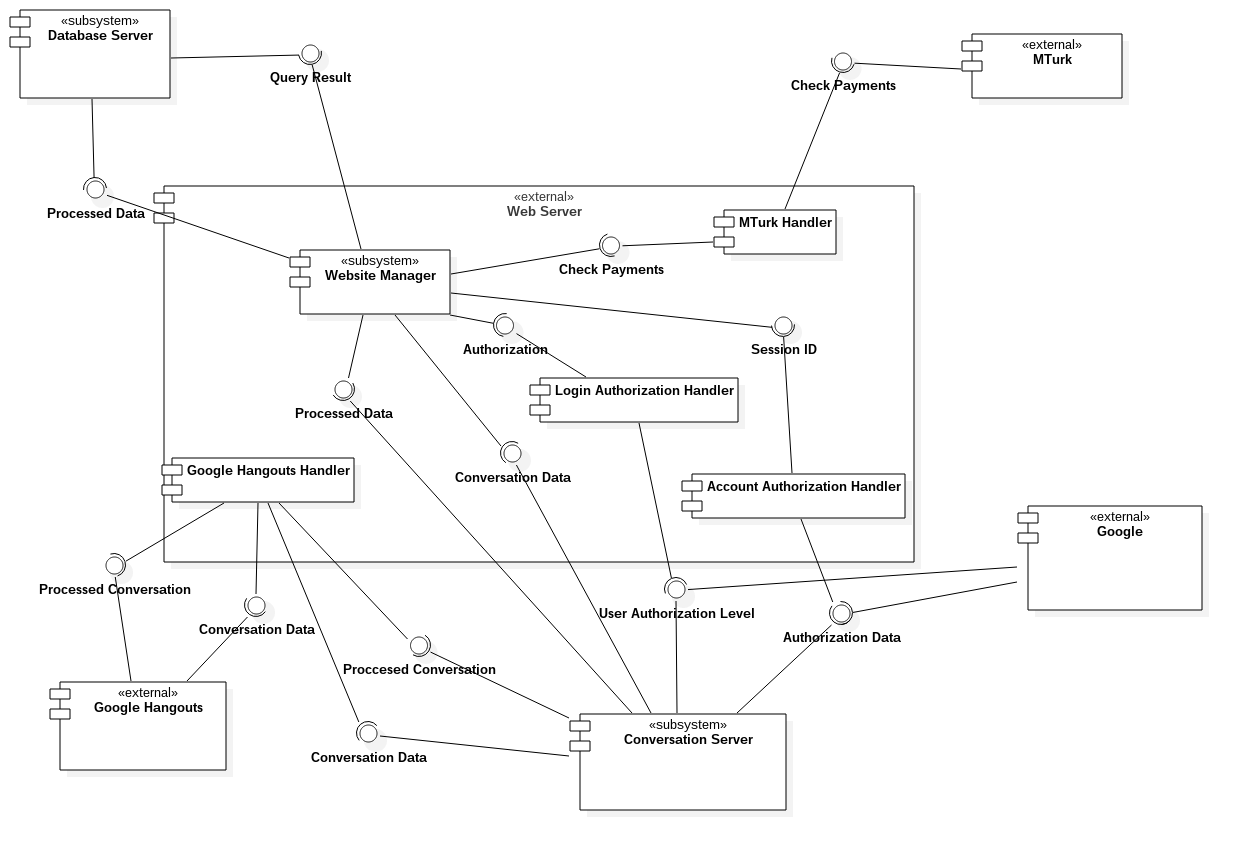 «subsystem»
Database Server
Query Result
«external»
MTurk
Check Payments
Processed Data
«external»
Web Server
MTurk Handler
Check Payments
«subsystem»
Website Manager
Authorization
Session ID
Login Authorization Handler
Processed Data
Conversation Data
Google Hangouts Handler
Account Authorization Handler
«external»
Google
Processed Conversation
Conversation Data
User Authorization Level
Authorization Data
Proccesed Conversation
«external»
Google Hangouts
«subsystem»
Conversation Server
Conversation Data